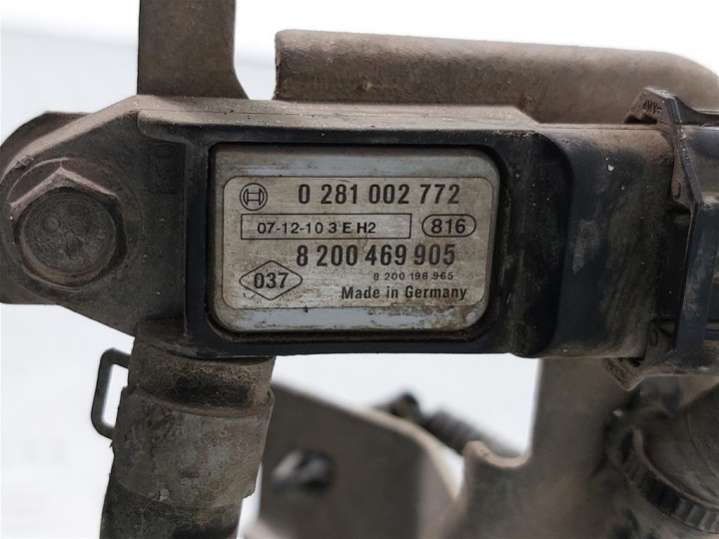 0 281 002 772
07-12-10 3 E H2 816
8 200 469 905
8 200 198 965
037
Made in Germany